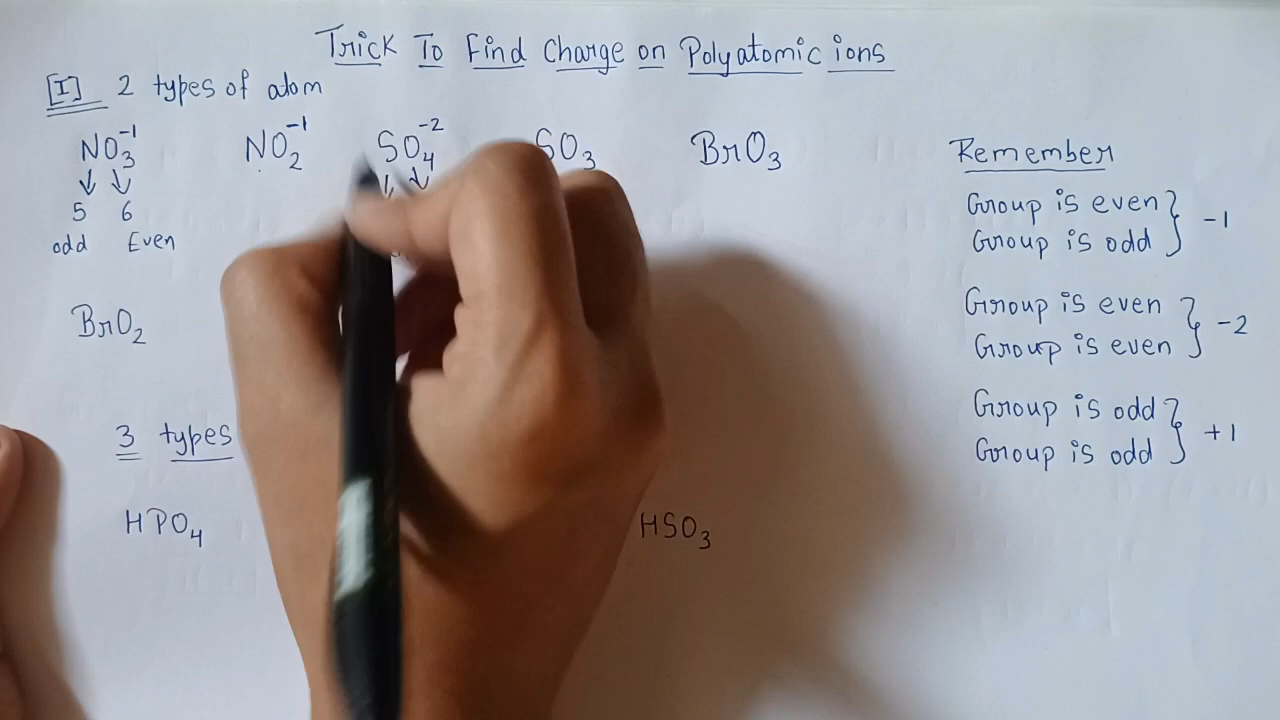 Trick To Find Charge on Polyatomic ions
[I] 2 types of atom
NO₃⁻¹ NO₂⁻¹ SO₄⁻² SO₃ BrO₃
↓ ↓ ↓ ↓
5 6
odd Even
BrO₂
3 types
HPO₄ HSO₃
Remember
Group is even
Group is odd } -1
Group is even
Group is even } -2
Group is odd
Group is odd } +1